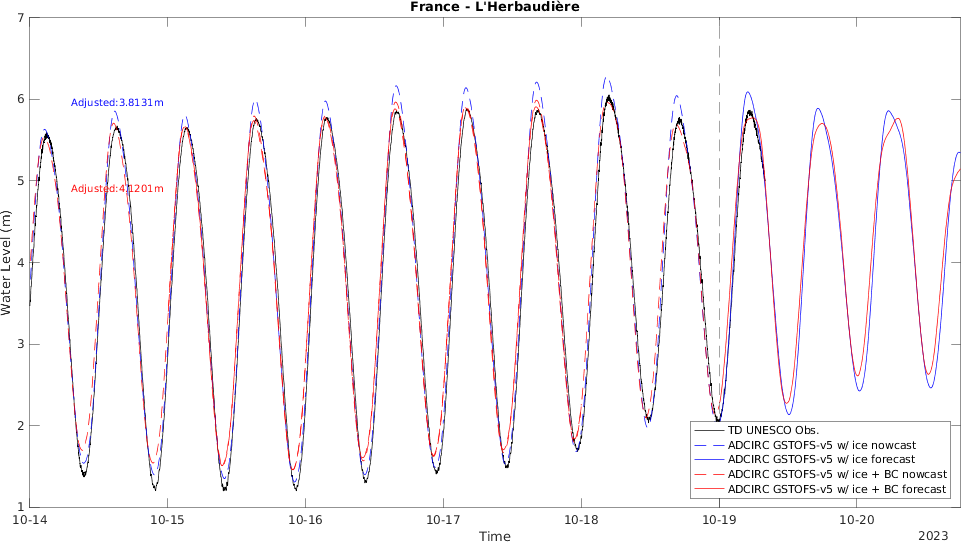 France - L'Herbaudière
7
6
5
4
3
2
1
Water Level (m)
Adjusted:3.8131m
Adjusted:4.1201m
TD UNESCO Obs.
ADCIRC GSTOFS-v5 w/ ice nowcast
ADCIRC GSTOFS-v5 w/ ice forecast
ADCIRC GSTOFS-v5 w/ ice + BC nowcast
ADCIRC GSTOFS-v5 w/ ice + BC forecast
10-14 10-15 10-16 10-17 10-18 10-19 10-20
Time
2023